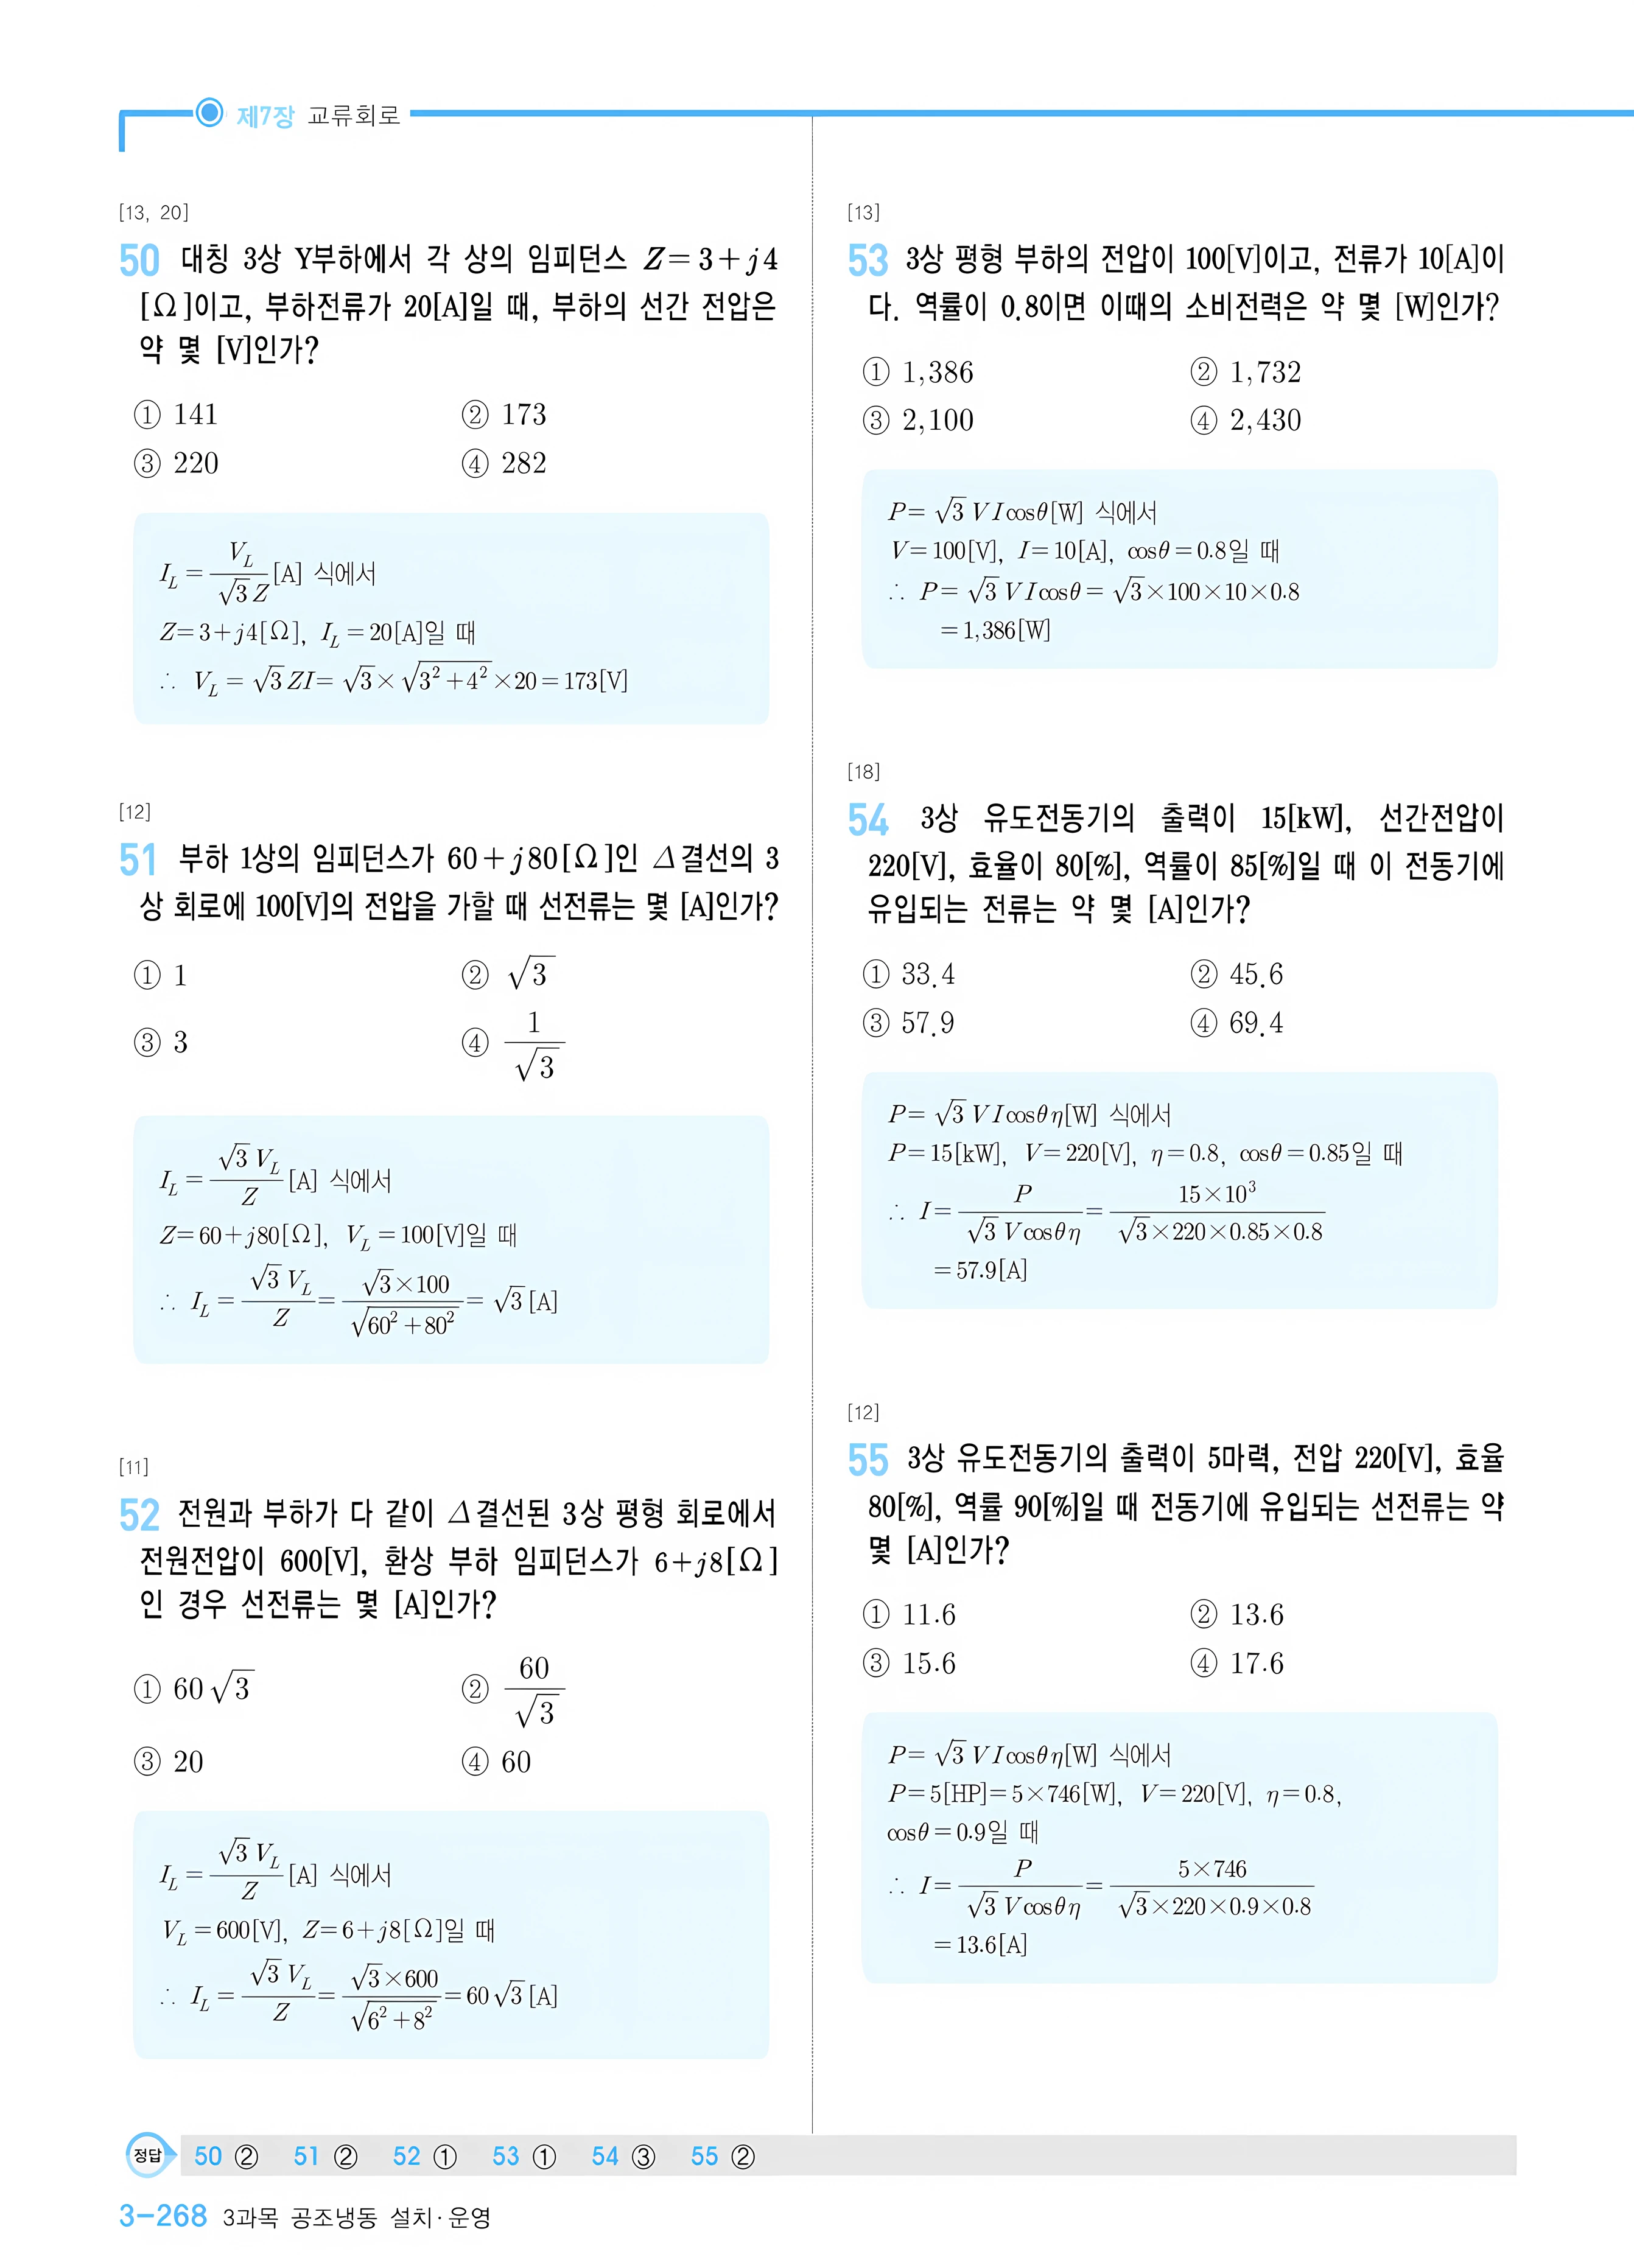 제7장 교류회로
[13, 20]
50 대칭 3상 Y부하에서 각 상의 임피던스 Z=3+j4
[Ω]이고, 부하전류가 20[A]일 때, 부하의 선간 전압은
약 몇 [V]인가?
① 141 ② 173
③ 220 ④ 282
I_L = V_L/(√3 Z) [A] 식에서
Z=3+j4[Ω], I_L=20[A]일 때
∴ V_L = √3 ZI = √3 × √(3²+4²) × 20 = 173[V]
[12]
51 부하 1상의 임피던스가 60+j80[Ω]인 Δ결선의 3
상 회로에 100[V]의 전압을 가할 때 선전류는 몇 [A]인가?
① 1 ② √3
③ 3 ④ 1/√3
I_L = √3 V_L/Z [A] 식에서
Z=60+j80[Ω], V_L=100[V]일 때
∴ I_L = √3 V_L/Z = √3×100/√(60²+80²) = √3 [A]
[11]
52 전원과 부하가 다 같이 Δ결선된 3상 평형 회로에서
전원전압이 600[V], 환상 부하 임피던스가 6+j8[Ω]
인 경우 선전류는 몇 [A]인가?
① 60√3 ② 60/√3
③ 20 ④ 60
I_L = √3 V_L/Z [A] 식에서
V_L=600[V], Z=6+j8[Ω]일 때
∴ I_L = √3 V_L/Z = √3×600/√(6²+8²) = 60√3 [A]
[13]
53 3상 평형 부하의 전압이 100[V]이고, 전류가 10[A]이
다. 역률이 0.8이면 이때의 소비전력은 약 몇 [W]인가?
① 1,386 ② 1,732
③ 2,100 ④ 2,430
P= √3 VIcosθ[W] 식에서
V=100[V], I=10[A], cosθ=0.8일 때
∴ P= √3 VIcosθ = √3×100×10×0.8
=1,386[W]
[18]
54 3상 유도전동기의 출력이 15[kW], 선간전압이
220[V], 효율이 80[%], 역률이 85[%]일 때 이 전동기에
유입되는 전류는 약 몇 [A]인가?
① 33.4 ② 45.6
③ 57.9 ④ 69.4
P= √3 VIcosθη[W] 식에서
P=15[kW], V=220[V], η=0.8, cosθ=0.85일 때
∴ I= P/(√3 Vcosθη) = 15×10³/(√3×220×0.85×0.8)
=57.9[A]
[12]
55 3상 유도전동기의 출력이 5마력, 전압 220[V], 효율
80[%], 역률 90[%]일 때 전동기에 유입되는 선전류는 약
몇 [A]인가?
① 11.6 ② 13.6
③ 15.6 ④ 17.6
P= √3 VIcosθη[W] 식에서
P=5[HP]=5×746[W], V=220[V], η=0.8,
cosθ=0.9일 때
∴ I= P/(√3 Vcosθη) = 5×746/(√3×220×0.9×0.8)
=13.6[A]
정답 50 ② 51 ② 52 ① 53 ① 54 ③ 55 ②
3-268 3과목 공조냉동 설치·운영